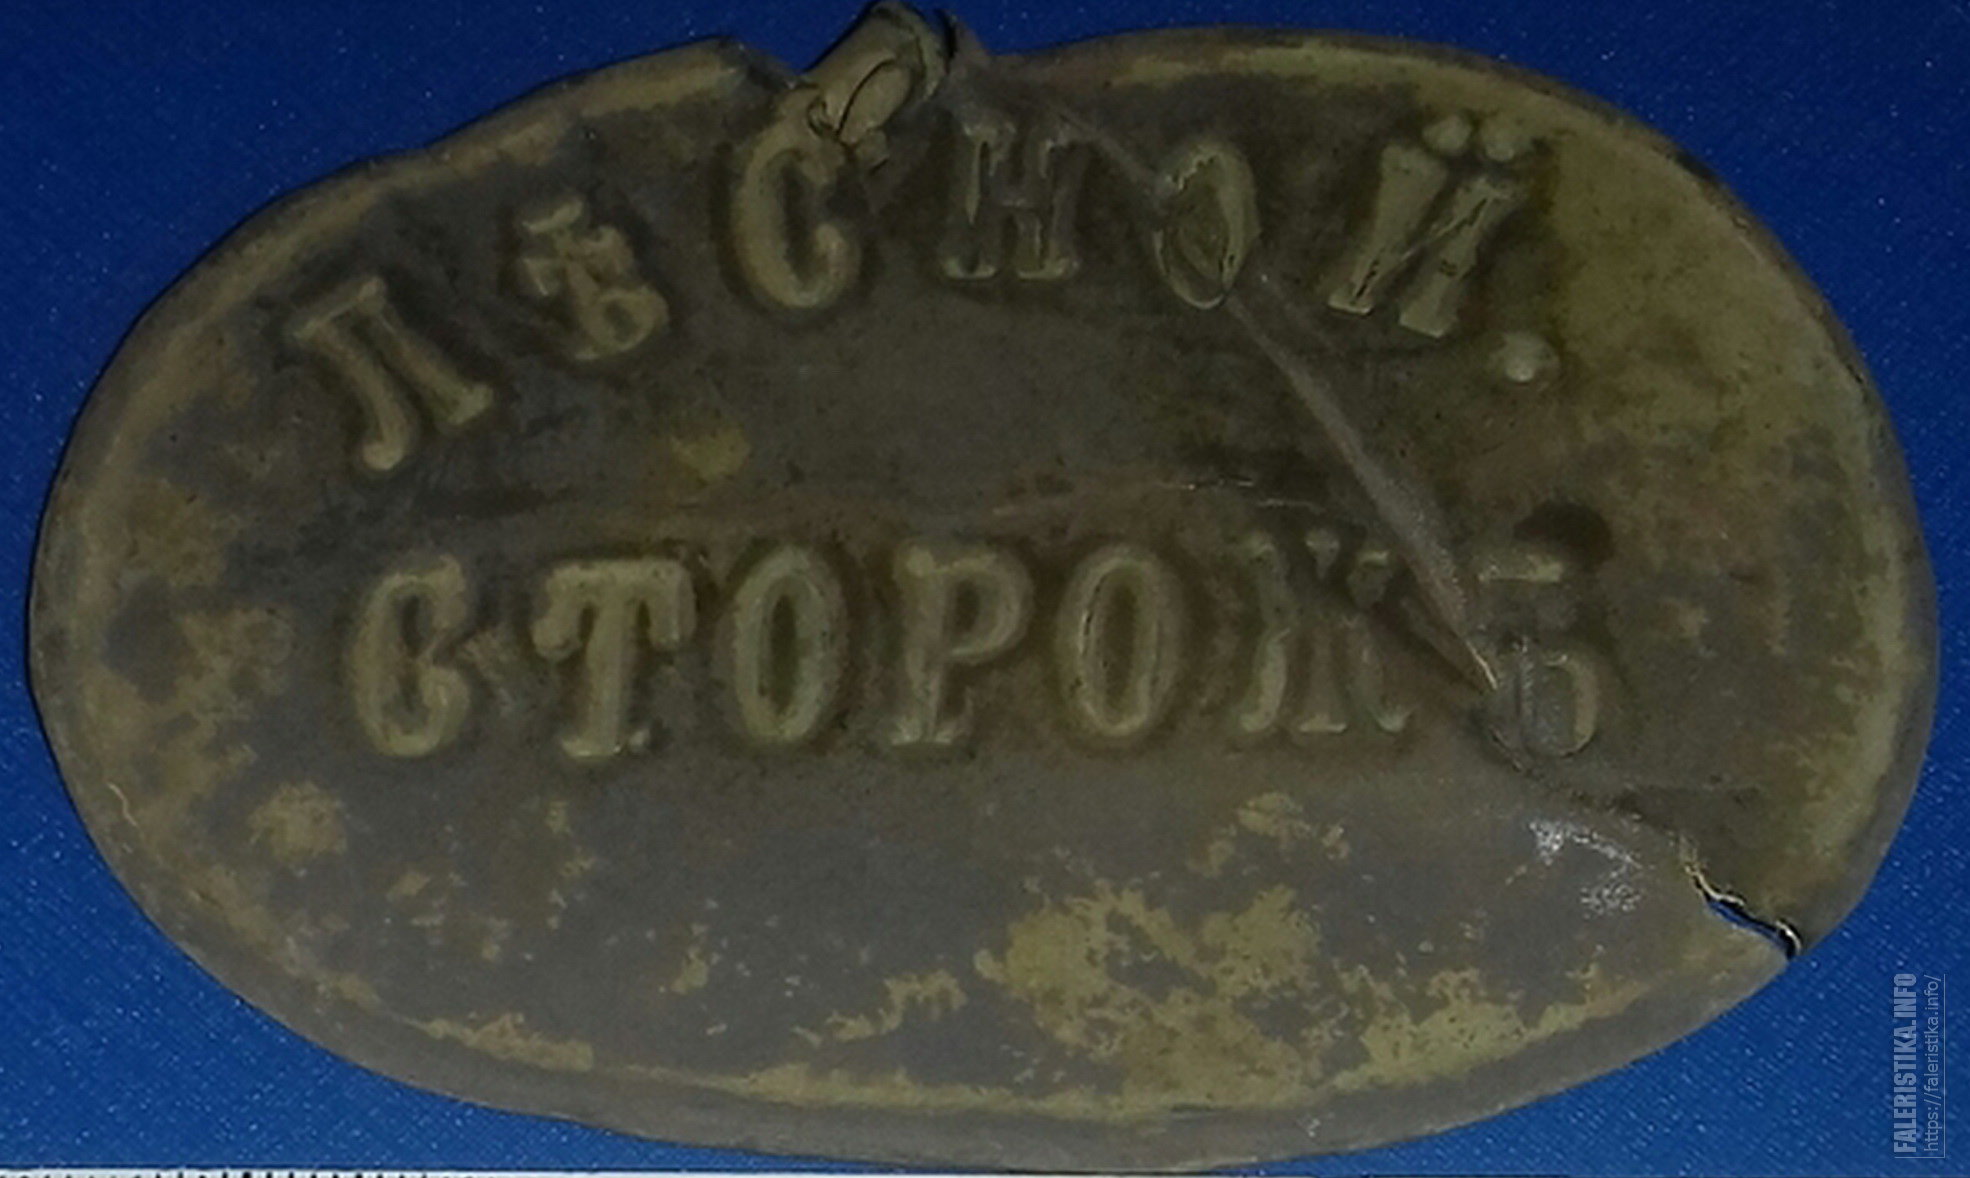 ЛѢСНОЙ.
СТОРОЖЪ
FALERISTIKA.INFO
https://faleristika.info/